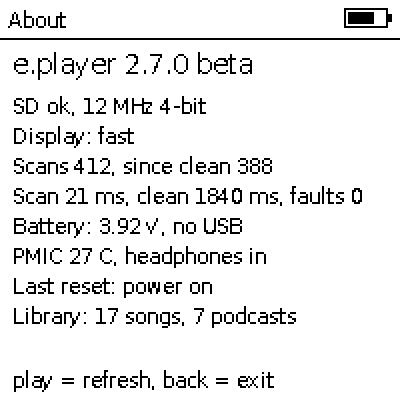 About
e.player 2.7.0 beta
SD ok, 12 MHz 4-bit
Display: fast
Scans 412, since clean 388
Scan 21 ms, clean 1840 ms, faults 0
Battery: 3.92 V, no USB
PMIC 27 C, headphones in
Last reset: power on
Library: 17 songs, 7 podcasts
play = refresh, back = exit